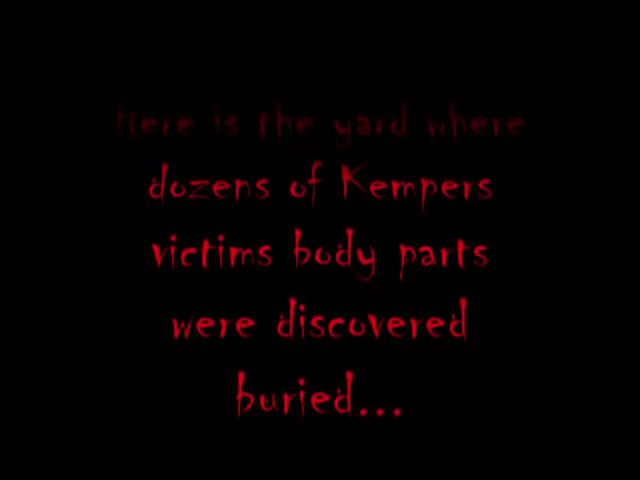 Here is the yard where
dozens of Kempers
victims body parts
were discovered
buried...